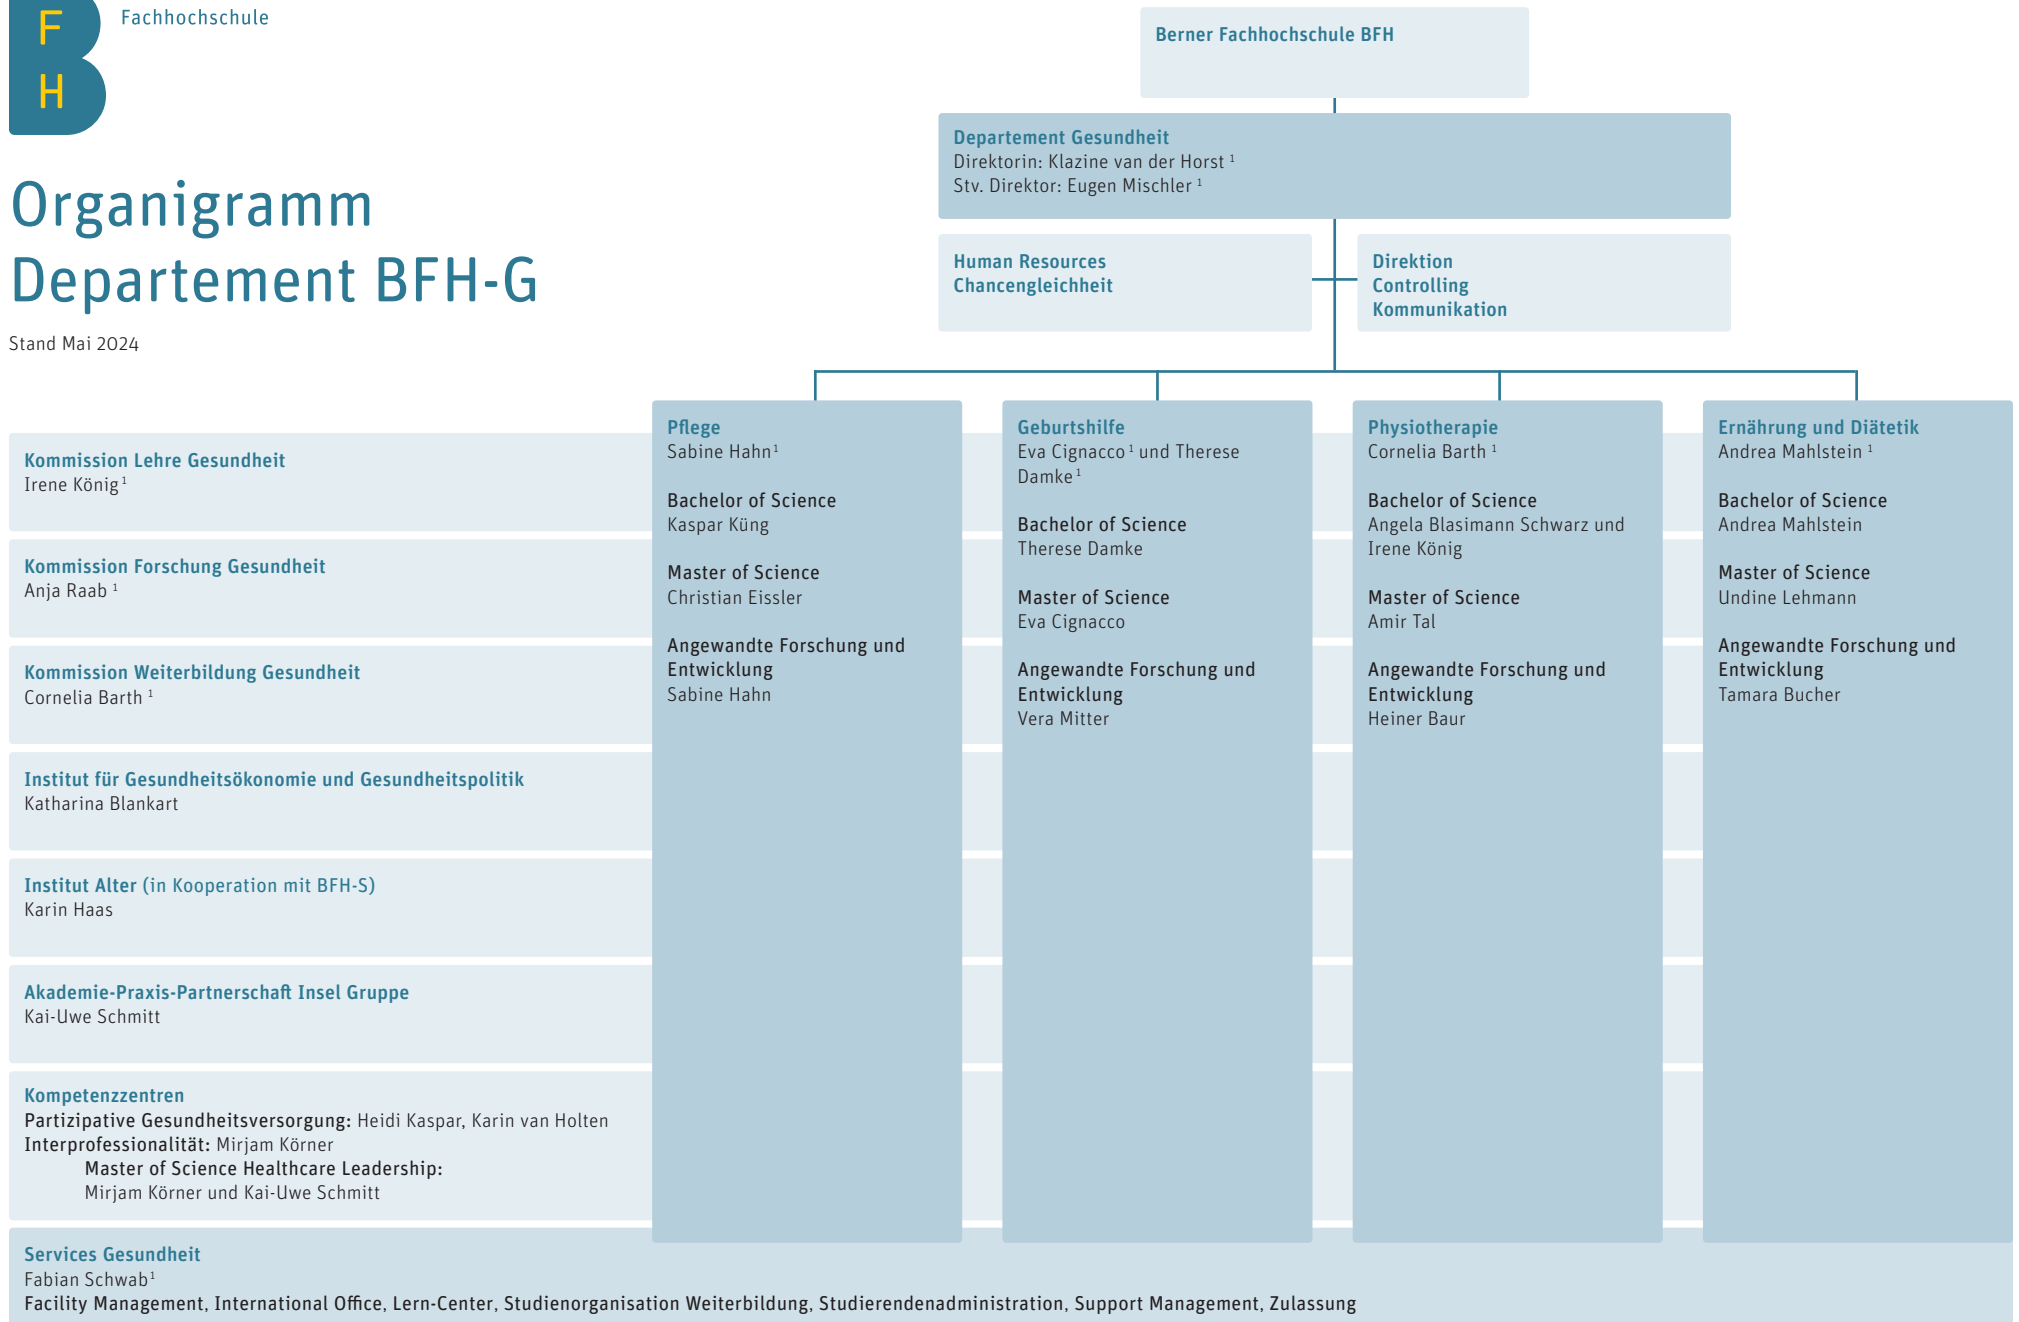 F
H
Fachhochschule
Organigramm
Departement BFH-G
Stand Mai 2024
Berner Fachhochschule BFH
Departement Gesundheit
Direktorin: Klazine van der Horst ¹
Stv. Direktor: Eugen Mischler ¹
Human Resources
Chancengleichheit
Direktion
Controlling
Kommunikation
Pflege
Sabine Hahn¹
Bachelor of Science
Kaspar Küng
Master of Science
Christian Eissler
Angewandte Forschung und
Entwicklung
Sabine Hahn
Geburtshilfe
Eva Cignacco¹ und Therese
Damke¹
Bachelor of Science
Therese Damke
Master of Science
Eva Cignacco
Angewandte Forschung und
Entwicklung
Vera Mitter
Physiotherapie
Cornelia Barth ¹
Bachelor of Science
Angela Blasimann Schwarz und
Irene König
Master of Science
Amir Tal
Angewandte Forschung und
Entwicklung
Heiner Baur
Ernährung und Diätetik
Andrea Mahlstein ¹
Bachelor of Science
Andrea Mahlstein
Master of Science
Undine Lehmann
Angewandte Forschung und
Entwicklung
Tamara Bucher
Kommission Lehre Gesundheit
Irene König¹
Kommission Forschung Gesundheit
Anja Raab ¹
Kommission Weiterbildung Gesundheit
Cornelia Barth ¹
Institut für Gesundheitsökonomie und Gesundheitspolitik
Katharina Blankart
Institut Alter (in Kooperation mit BFH-S)
Karin Haas
Akademie-Praxis-Partnerschaft Insel Gruppe
Kai-Uwe Schmitt
Kompetenzzentren
Partizipative Gesundheitsversorgung: Heidi Kaspar, Karin van Holten
Interprofessionalität: Mirjam Körner
Master of Science Healthcare Leadership:
Mirjam Körner und Kai-Uwe Schmitt
Services Gesundheit
Fabian Schwab¹
Facility Management, International Office, Lern-Center, Studienorganisation Weiterbildung, Studierendenadministration, Support Management, Zulassung